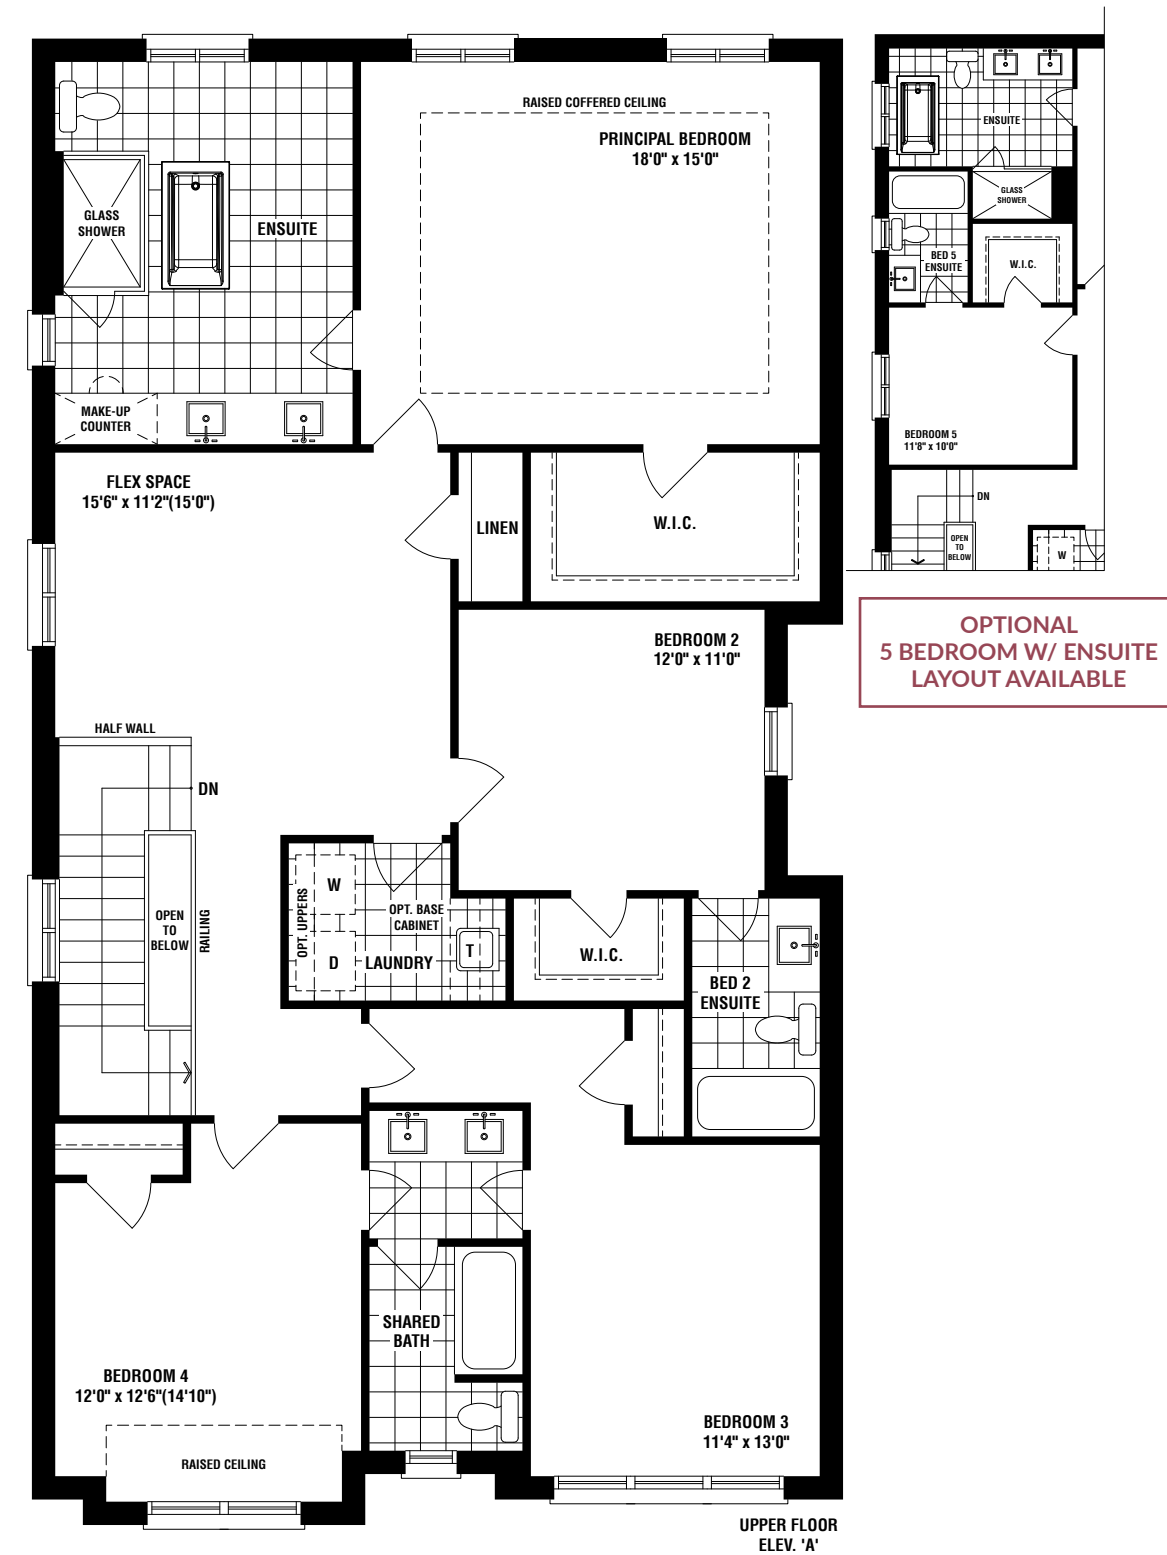 RAISED COFFERED CEILING
PRINCIPAL BEDROOM
18'0" x 15'0"
GLASS
SHOWER
ENSUITE
MAKE-UP
COUNTER
FLEX SPACE
15'6" x 11'2"(15'0")
LINEN
W.I.C.
BEDROOM 2
12'0" x 11'0"
HALF WALL
DN
OPEN
TO
BELOW
RAILING
OPT. UPPERS
W
D
OPT. BASE
CABINET
LAUNDRY
T
W.I.C.
BED 2
ENSUITE
SHARED
BATH
BEDROOM 4
12'0" x 12'6"(14'10")
RAISED CEILING
BEDROOM 3
11'4" x 13'0"
UPPER FLOOR
ELEV. 'A'
ENSUITE
GLASS
SHOWER
BED 5
ENSUITE
W.I.C.
BEDROOM 5
11'8" x 10'0"
DN
OPEN
TO
BELOW
W
OPTIONAL
5 BEDROOM W/ ENSUITE
LAYOUT AVAILABLE